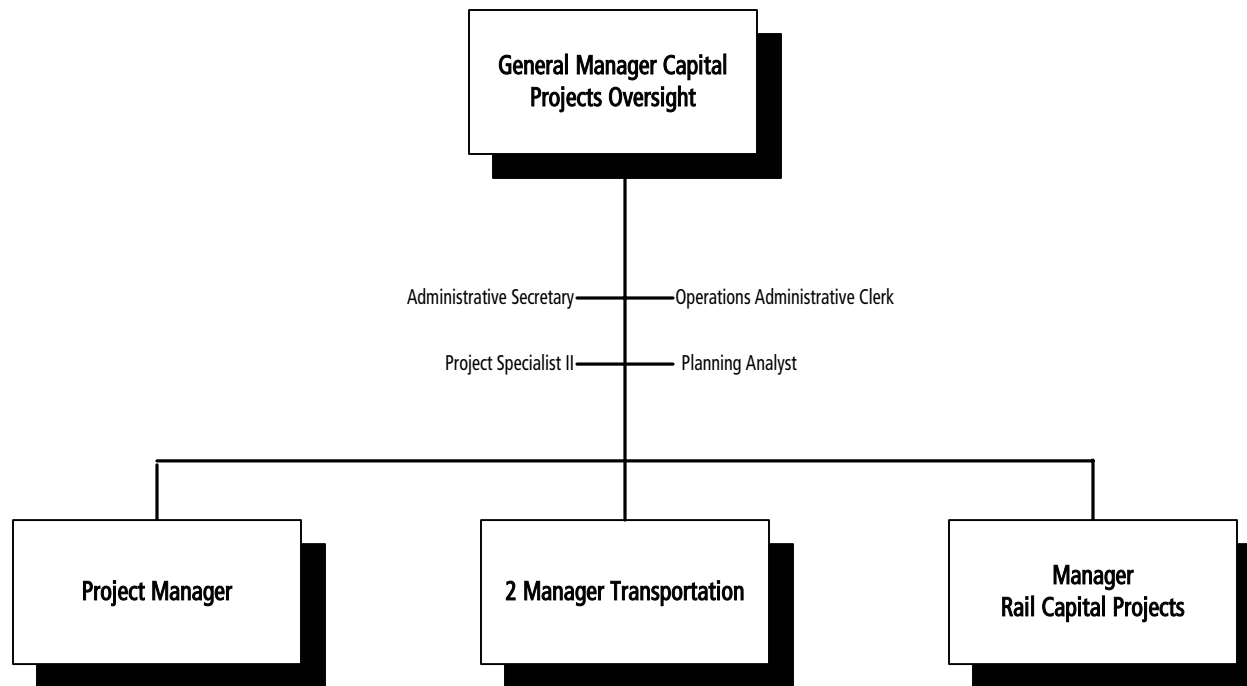 General Manager Capital
Projects Oversight
Administrative Secretary
Operations Administrative Clerk
Project Specialist II
Planning Analyst
Project Manager
2 Manager Transportation
Manager
Rail Capital Projects